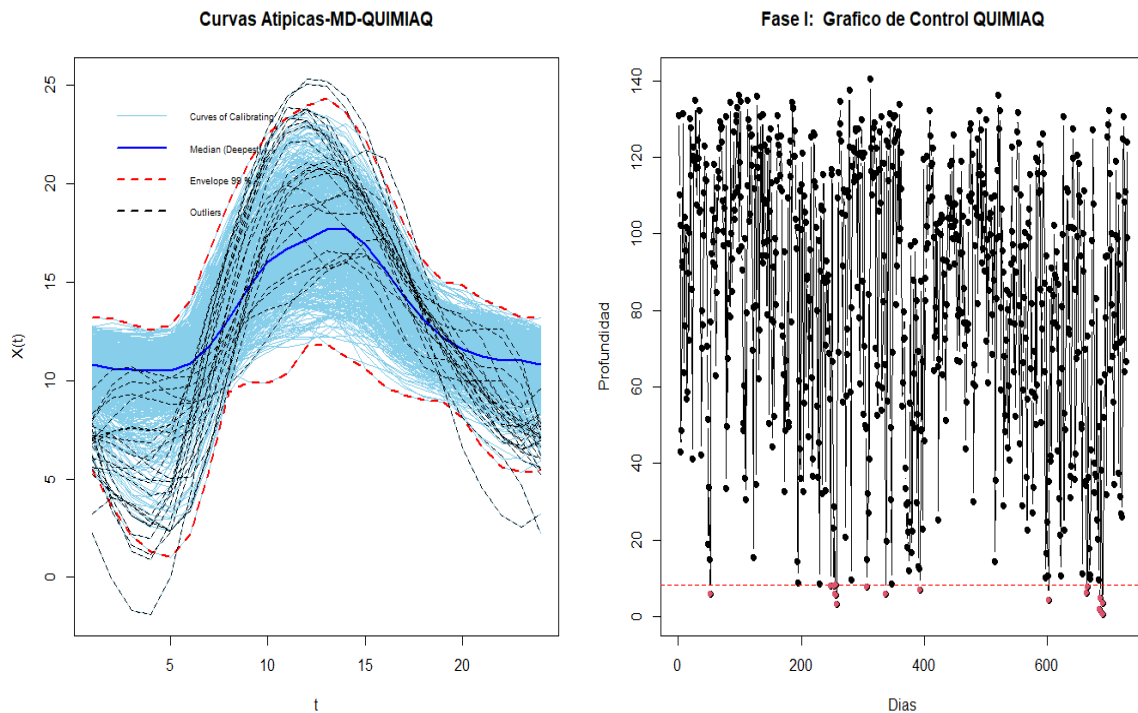 Curvas Atipicas-MD-QUIMIAQ
Curves of Calibrating
Median (Deepest)
Envelope 99 %
Outliers
X(t)
25
20
15
10
5
0
5
10
15
20
t
Fase I: Grafico de Control QUIMIAQ
Profundidad
140
120
100
80
60
40
20
0
0
200
400
600
Dias